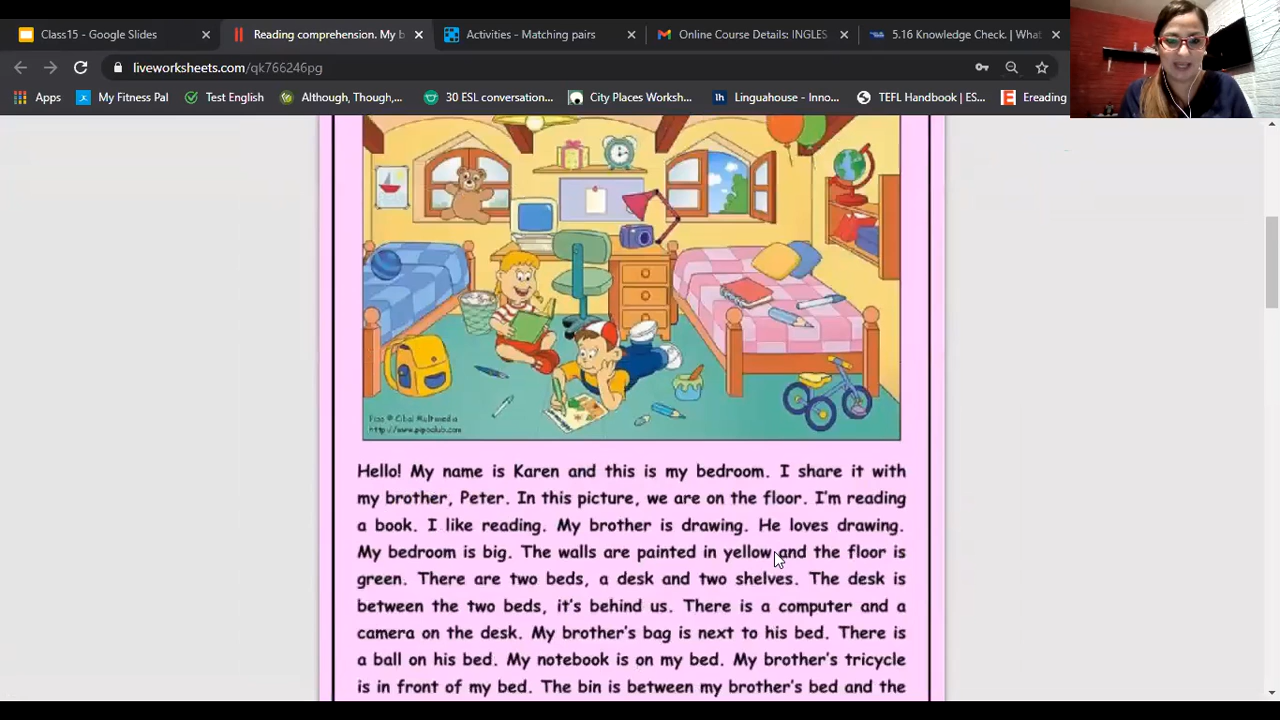 Class15 - Google Slides
Reading comprehension. My b
Activities - Matching pairs
Online Course Details: INGLES
5.16 Knowledge Check. | What
liveworksheets.com/qk766246pg
Apps
My Fitness Pal
Test English
Although, Though,...
30 ESL Conversation...
City Places Worksh...
Linguahouse - Inno...
TEFL Handbook | ES...
Ereading
http://www.pipoclub.com
Hello! My name is Karen and this is my bedroom. I share it with
my brother, Peter. In this picture, we are on the floor. I'm reading
a book. I like reading. My brother is drawing. He loves drawing.
My bedroom is big. The walls are painted in yellow and the floor is
green. There are two beds, a desk and two shelves. The desk is
between the two beds, it's behind us. There is a computer and a
camera on the desk. My brother's bag is next to his bed. There is
a ball on his bed. My notebook is on my bed. My brother's tricycle
is in front of my bed. The bin is between my brother's bed and the